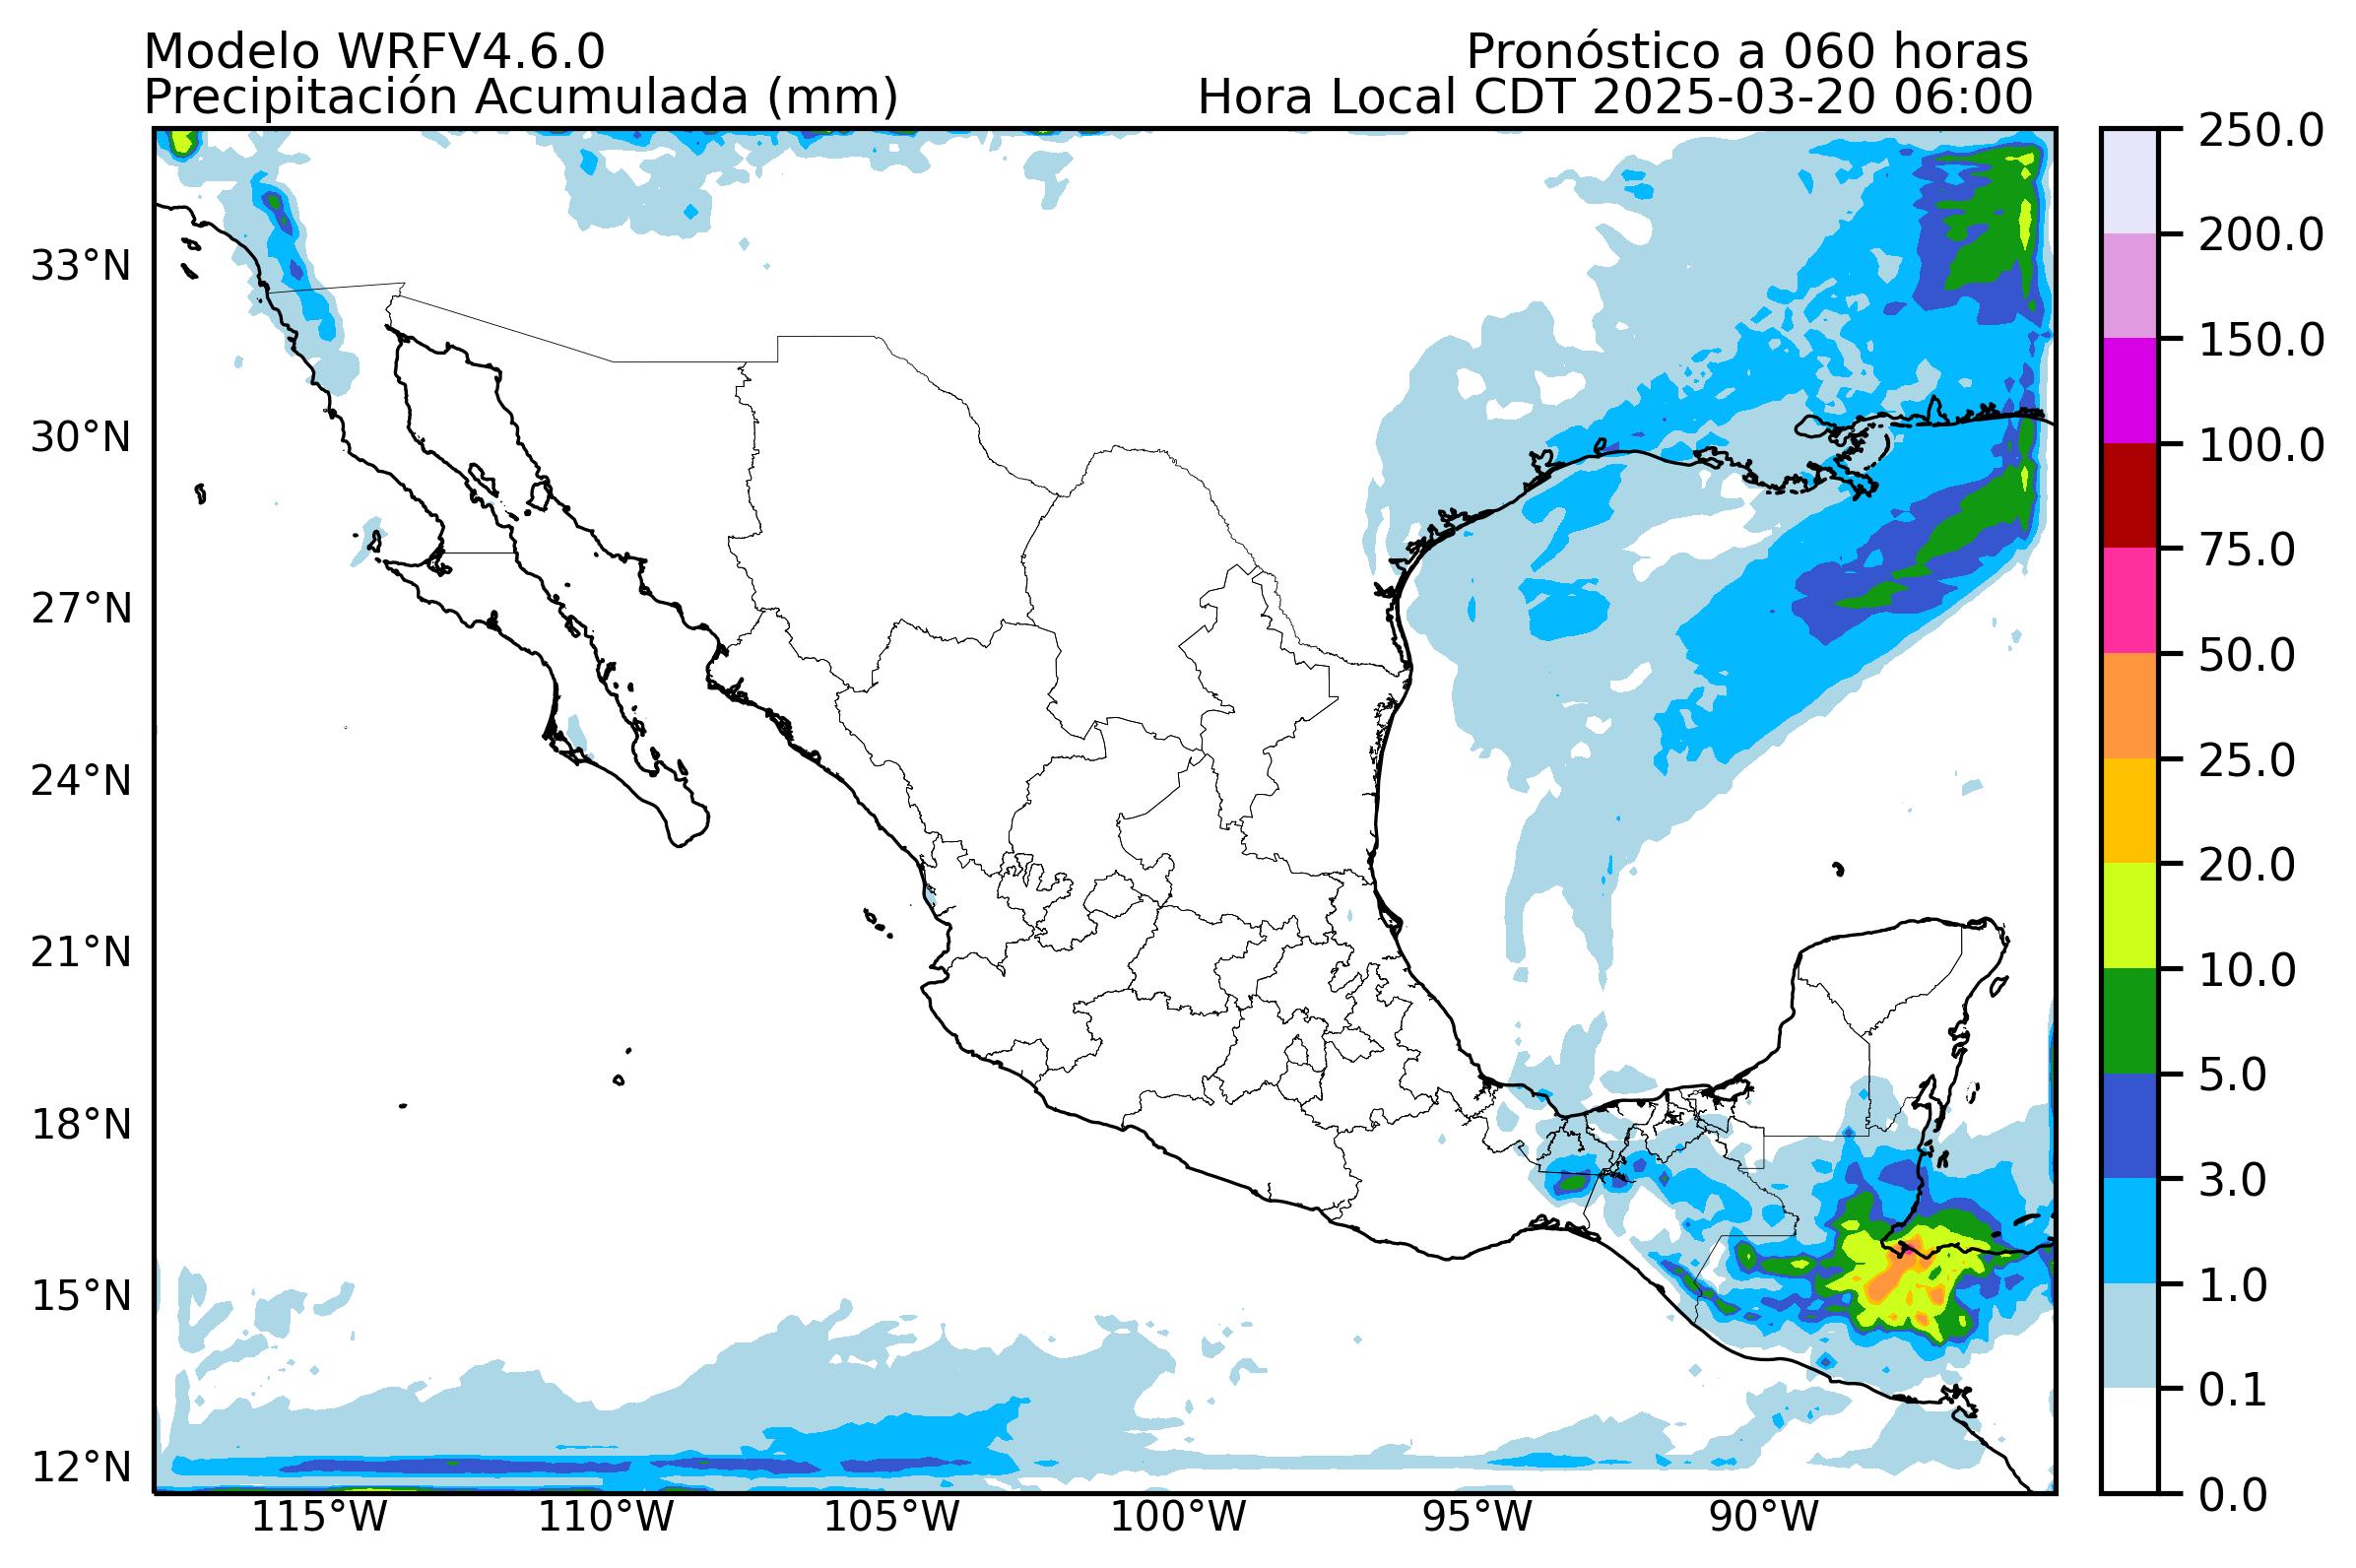 Modelo WRFV4.6.0
Pronóstico a 060 horas
Precipitación Acumulada (mm)
Hora Local CDT 2025-03-20 06:00
33°N
30°N
27°N
24°N
21°N
18°N
15°N
12°N
115°W
110°W
105°W
100°W
95°W
90°W
250.0
200.0
150.0
100.0
75.0
50.0
25.0
20.0
10.0
5.0
3.0
1.0
0.1
0.0